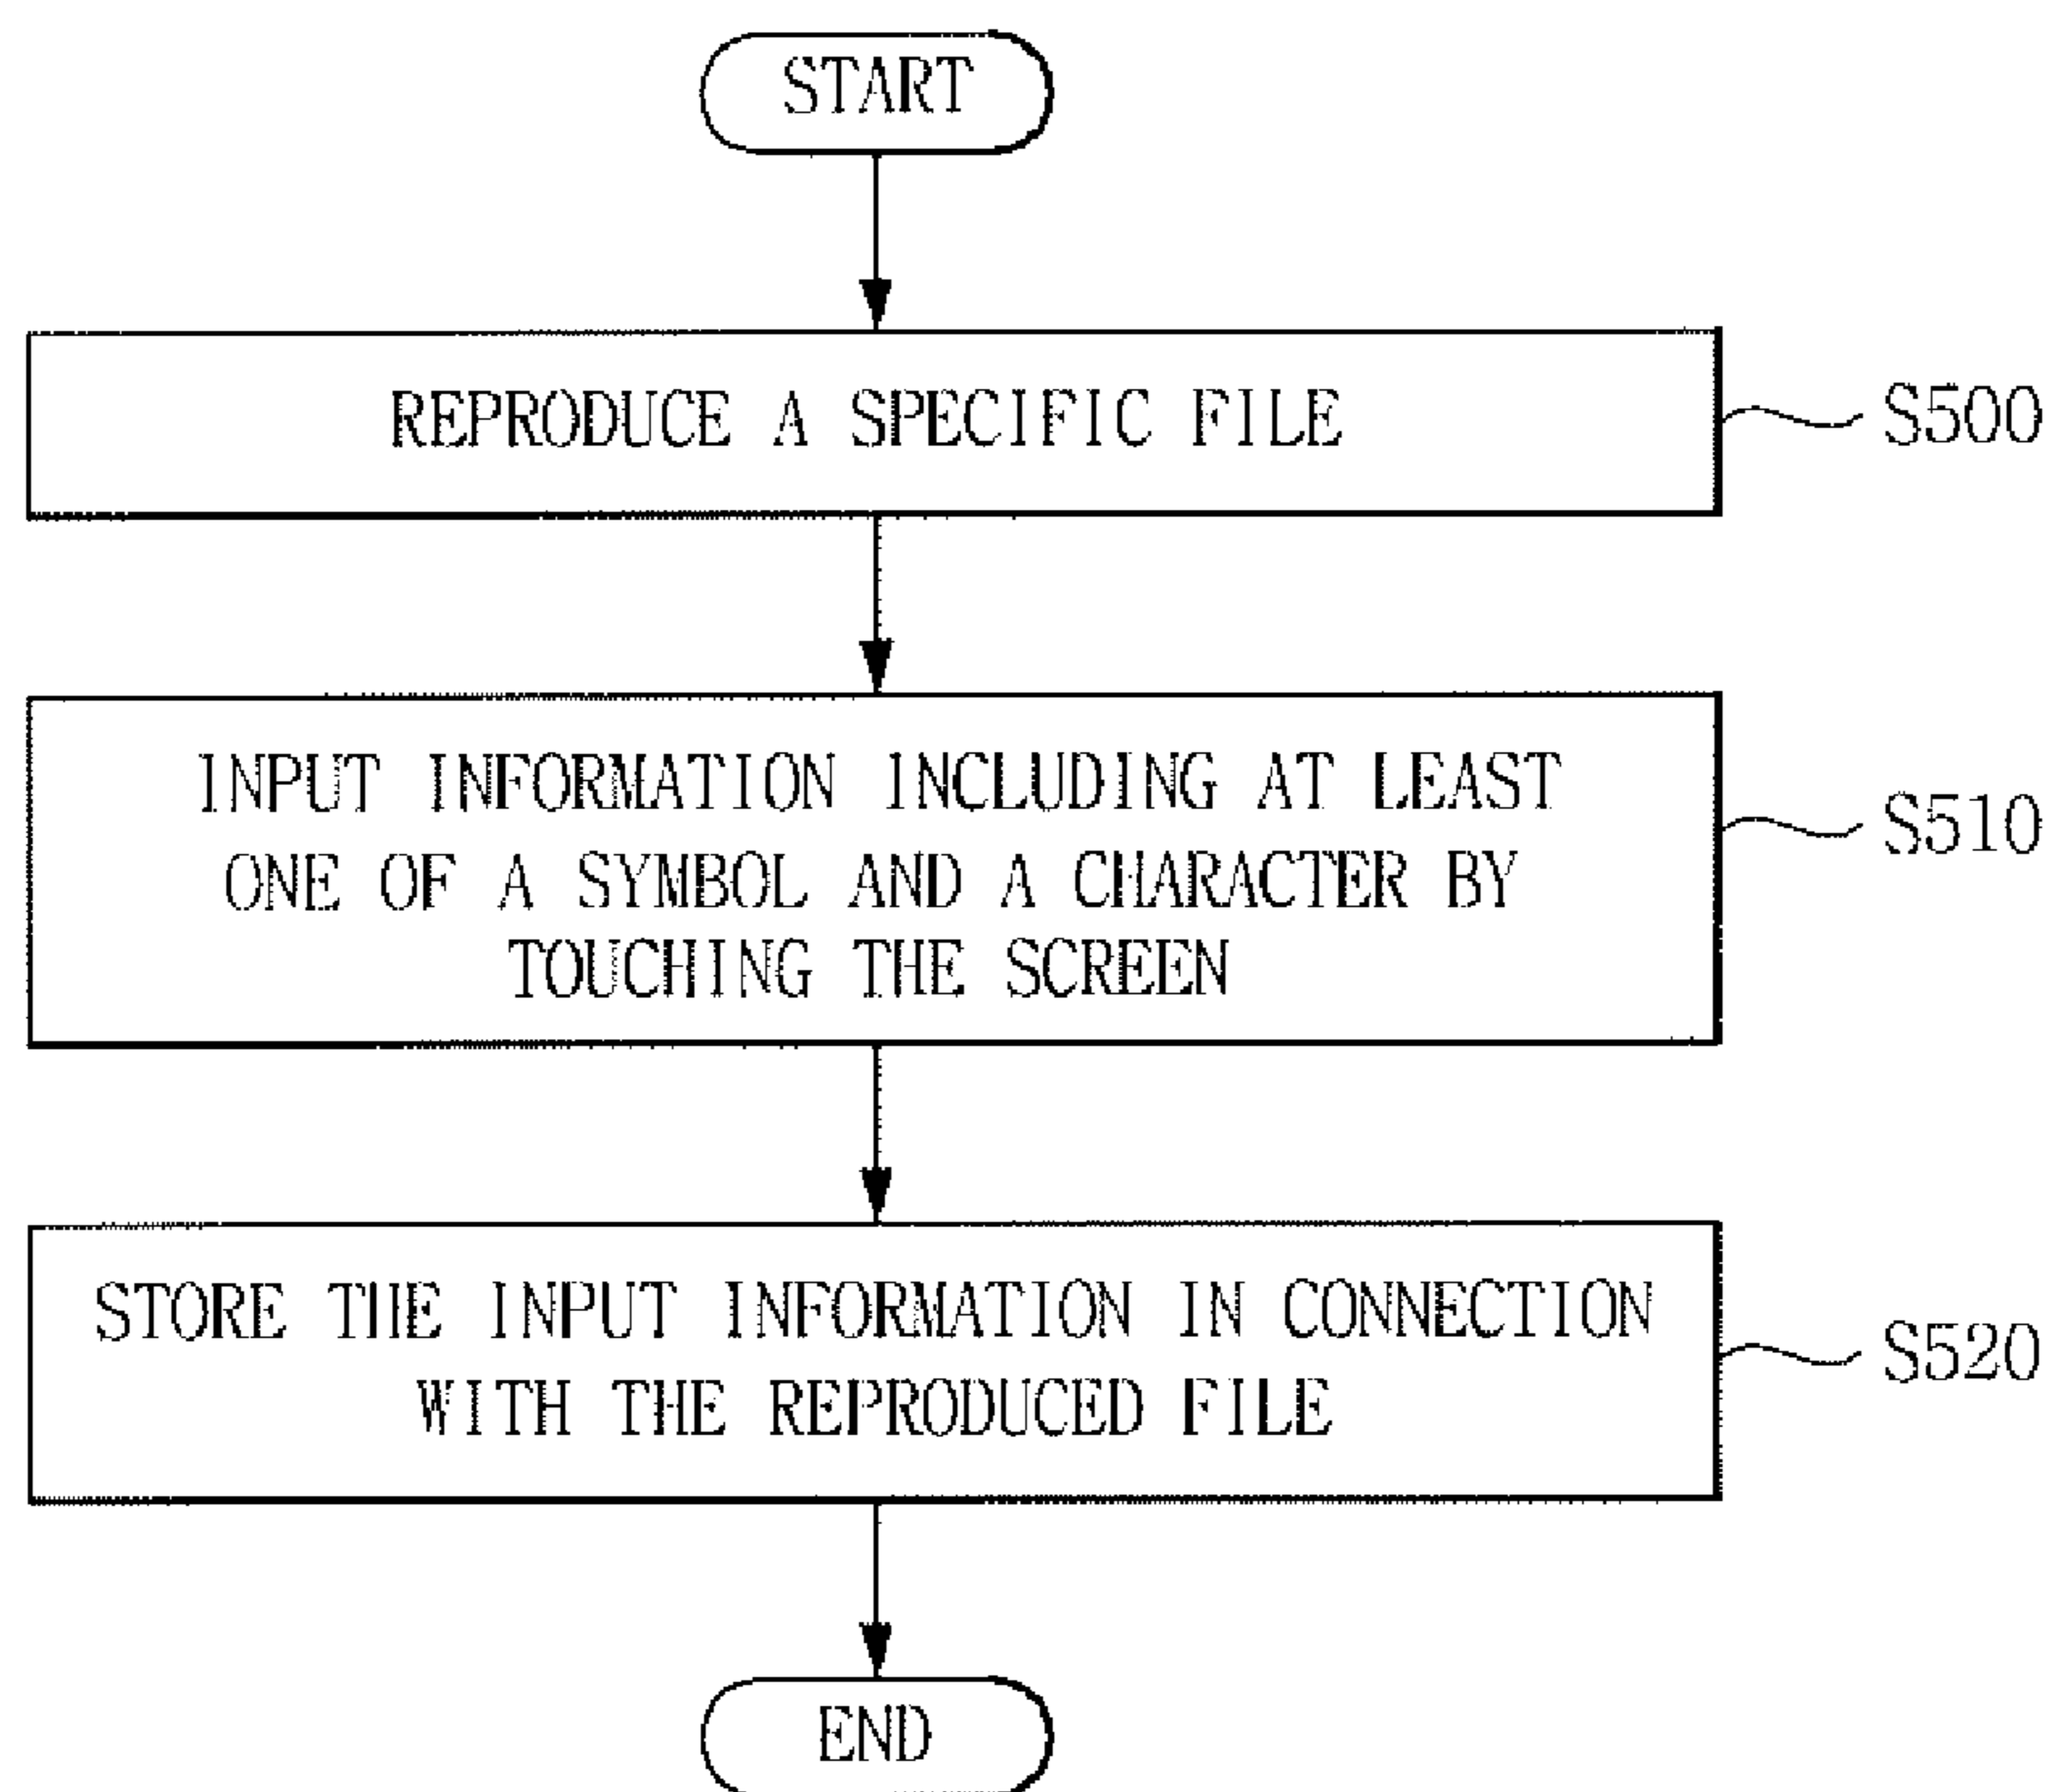 START
REPRODUCE A SPECIFIC FILE
S500
INPUT INFORMATION INCLUDING AT LEAST
ONE OF A SYMBOL AND A CHARACTER BY
TOUCHING THE SCREEN
S510
STORE THE INPUT INFORMATION IN CONNECTION
WITH THE REPRODUCED FILE
S520
END